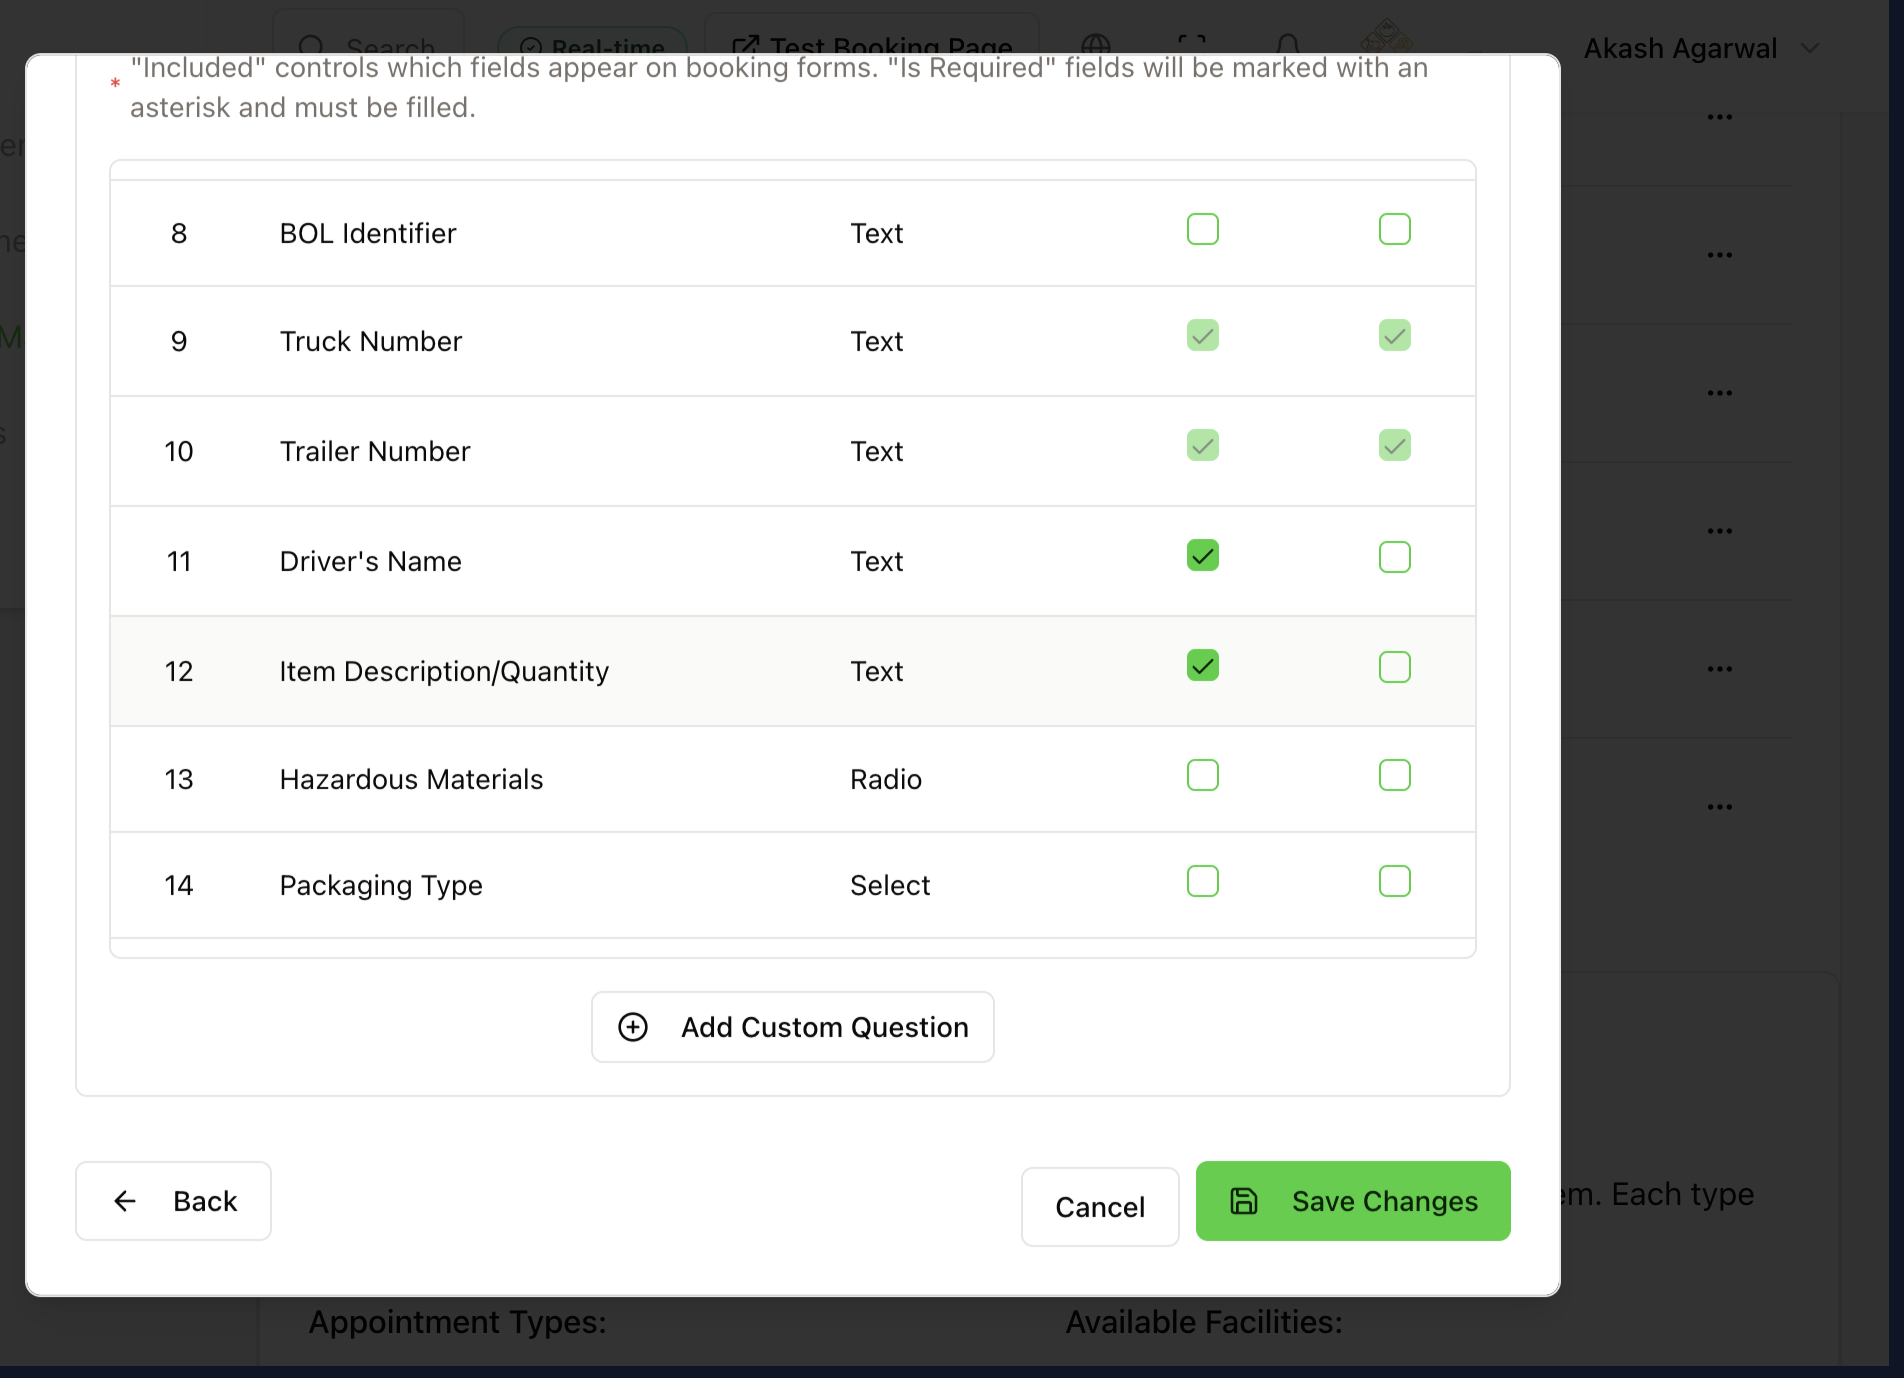 Search
Real-time
Test Booking Page
Akash Agarwal
* "Included" controls which fields appear on booking forms. "Is Required" fields will be marked with an
asterisk and must be filled.
8 BOL Identifier Text
9 Truck Number Text
10 Trailer Number Text
11 Driver's Name Text
12 Item Description/Quantity Text
13 Hazardous Materials Radio
14 Packaging Type Select
Add Custom Question
Back
Cancel
Save Changes
Each type
Appointment Types:
Available Facilities: